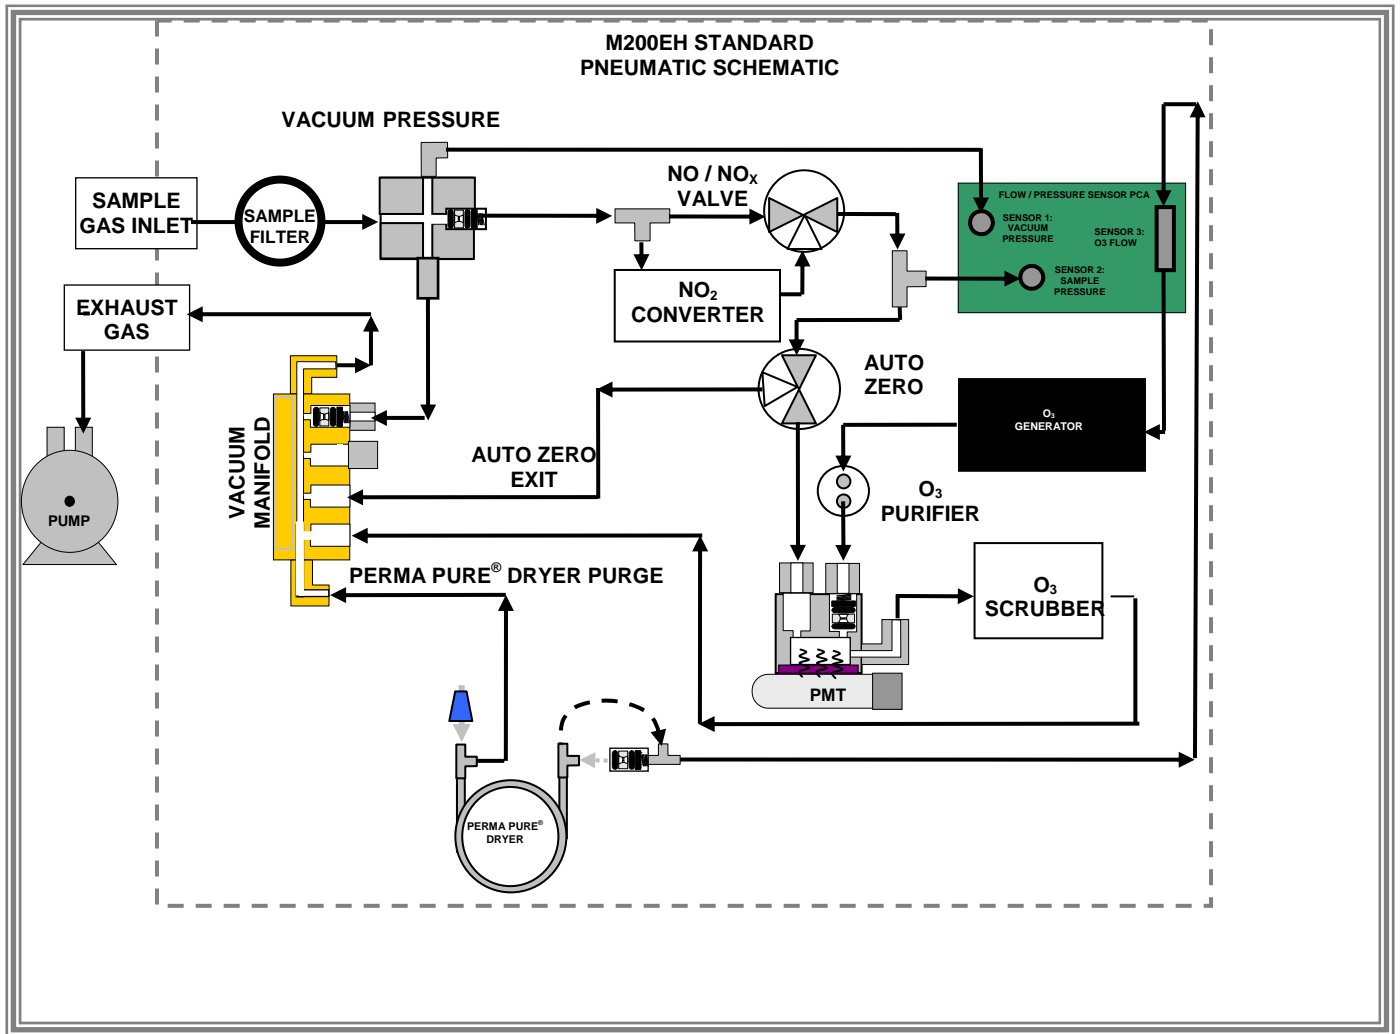 M200EH STANDARD
PNEUMATIC SCHEMATIC
VACUUM PRESSURE
SAMPLE
GAS INLET
SAMPLE
FILTER
NO / NOX
VALVE
FLOW / PRESSURE SENSOR PCA
SENSOR 1:
VACUUM
PRESSURE
SENSOR 3:
O3 FLOW
SENSOR 2:
SAMPLE
PRESSURE
EXHAUST
GAS
NO2
CONVERTER
AUTO
ZERO
O3
GENERATOR
VACUUM
MANIFOLD
AUTO ZERO
EXIT
O3
PURIFIER
PUMP
PERMA PURE® DRYER PURGE
O3
SCRUBBER
PMT
PERMA PURE®
DRYER